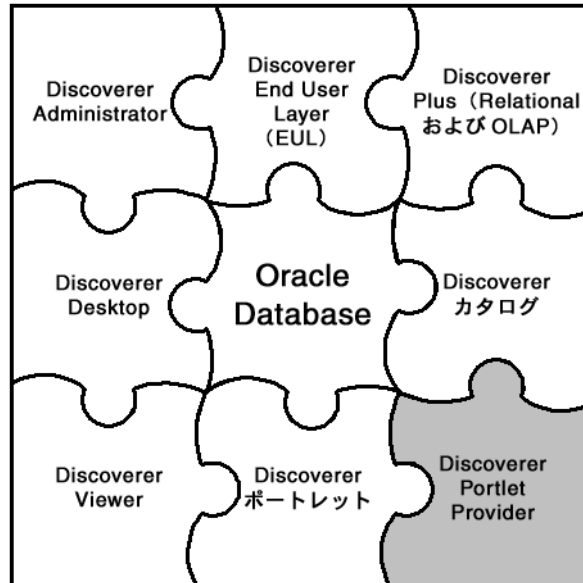 Discoverer
Administrator
Discoverer
End User
Layer
（EUL）
Discoverer
Plus（Relational
および OLAP）
Discoverer
Desktop
Oracle
Database
Discoverer
カタログ
Discoverer
Viewer
Discoverer
ポートレット
Discoverer
Portlet
Provider